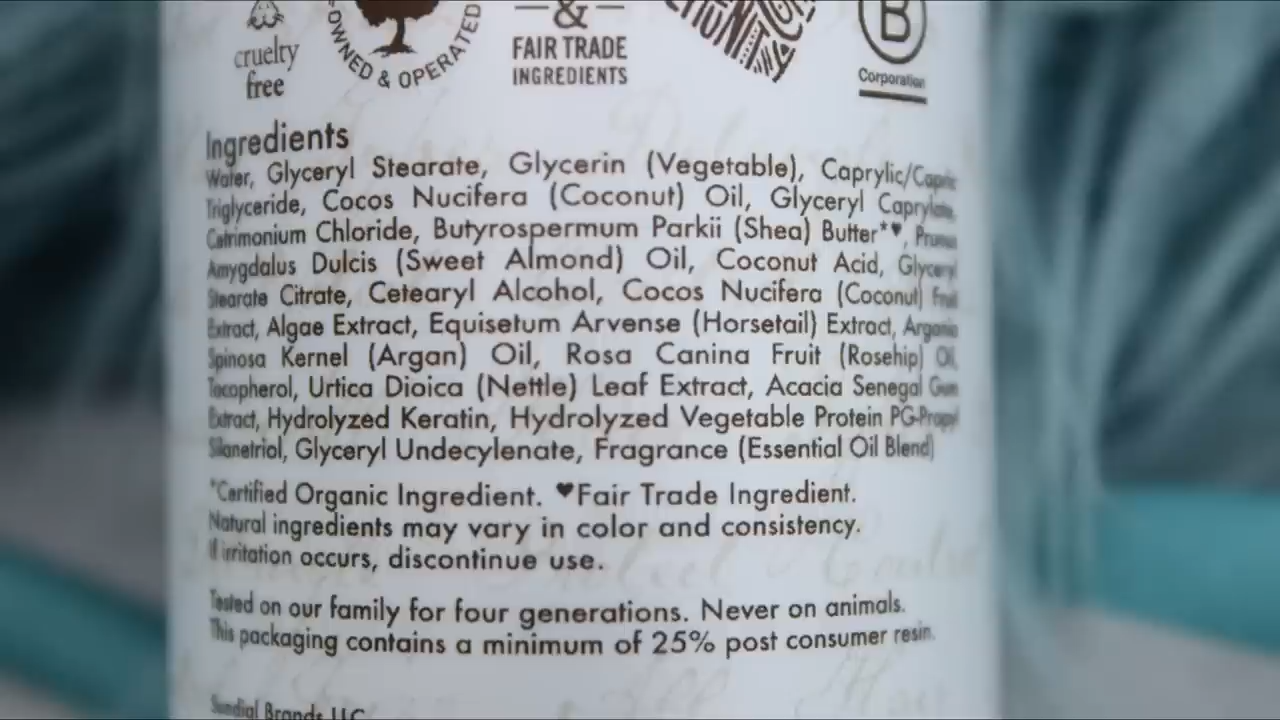 cruelty
free
OWNED & OPERATED
&
FAIR TRADE
INGREDIENTS
B
Corporation
Ingredients
Water, Glyceryl Stearate, Glycerin (Vegetable), Caprylic/Capric
Triglyceride, Cocos Nucifera (Coconut) Oil, Glyceryl Caprylate,
Cetrimonium Chloride, Butyrospermum Parkii (Shea) Butter*♥, Prunus
Amygdalus Dulcis (Sweet Almond) Oil, Coconut Acid, Glyceryl
Stearate Citrate, Cetearyl Alcohol, Cocos Nucifera (Coconut) Fruit
Extract, Algae Extract, Equisetum Arvense (Horsetail) Extract, Argania
Spinosa Kernel (Argan) Oil, Rosa Canina Fruit (Rosehip) Oil,
Tocopherol, Urtica Dioica (Nettle) Leaf Extract, Acacia Senegal Gum
Extract, Hydrolyzed Keratin, Hydrolyzed Vegetable Protein PG-Propyl
Silanetriol, Glyceryl Undecylenate, Fragrance (Essential Oil Blend)
*Certified Organic Ingredient. ♥Fair Trade Ingredient.
Natural ingredients may vary in color and consistency.
If irritation occurs, discontinue use.
Tested on our family for four generations. Never on animals.
This packaging contains a minimum of 25% post consumer resin.
Sundial Brands LLC